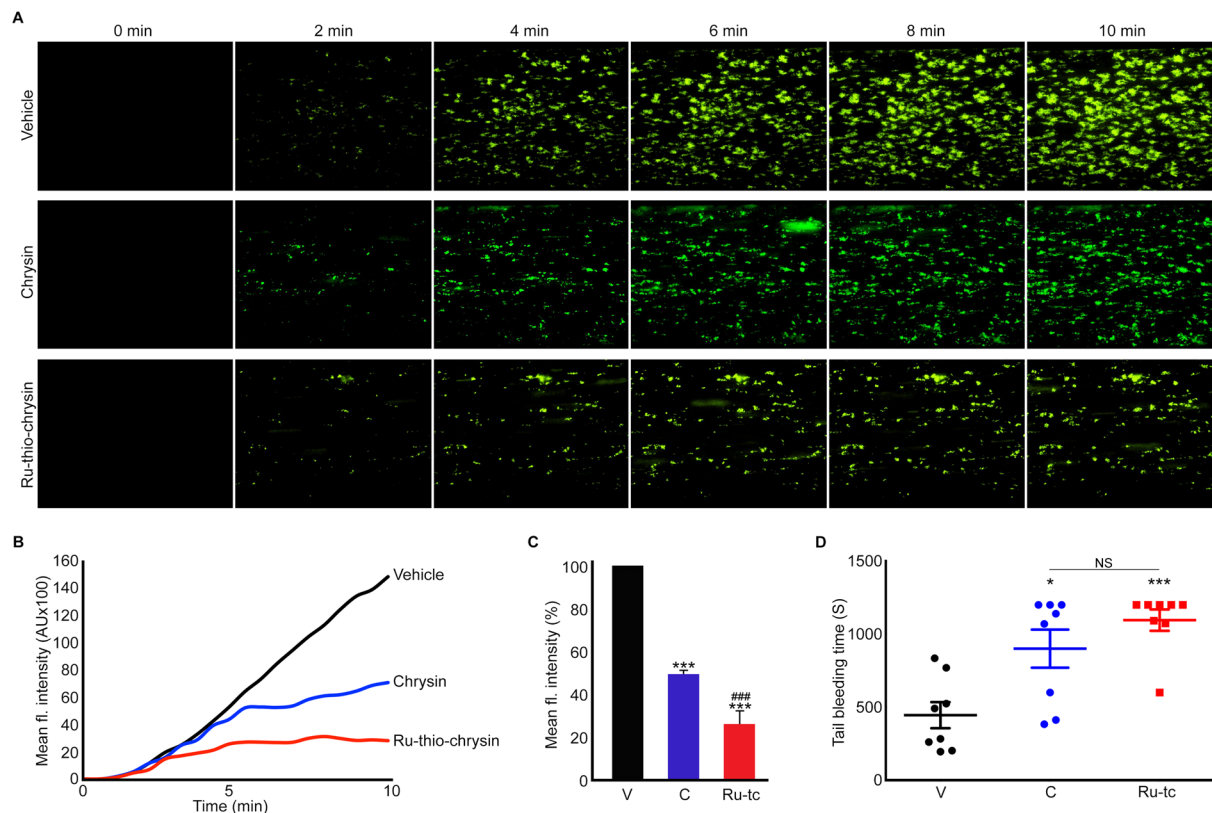 A
0 min 2 min 4 min 6 min 8 min 10 min
Vehicle
Chrysin
Ru-thio-chrysin
B
Mean fl. intensity (AUx100)
160
140
120
100
80
60
40
20
0
0 5 10
Time (min)
Vehicle
Chrysin
Ru-thio-chrysin
C
Mean fl. intensity (%)
100
80
60
40
20
0
***
###
***
V C Ru-tc
D
Tail bleeding time (S)
1500
1000
500
0
NS
* ***
V C Ru-tc